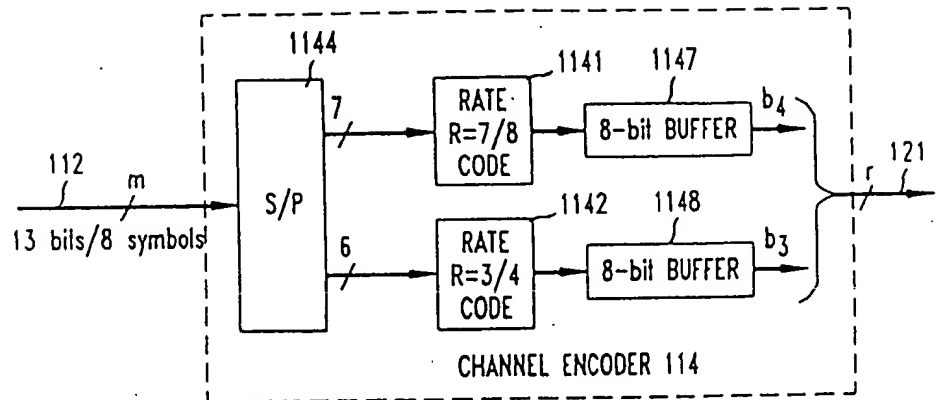 1144
1141
1147
7
RATE
R=7/8
CODE
8-bit BUFFER
b4
112
m
S/P
r
121
13 bits/8 symbols
1142
1148
6
RATE
R=3/4
CODE
8-bit BUFFER
b3
CHANNEL ENCODER 114